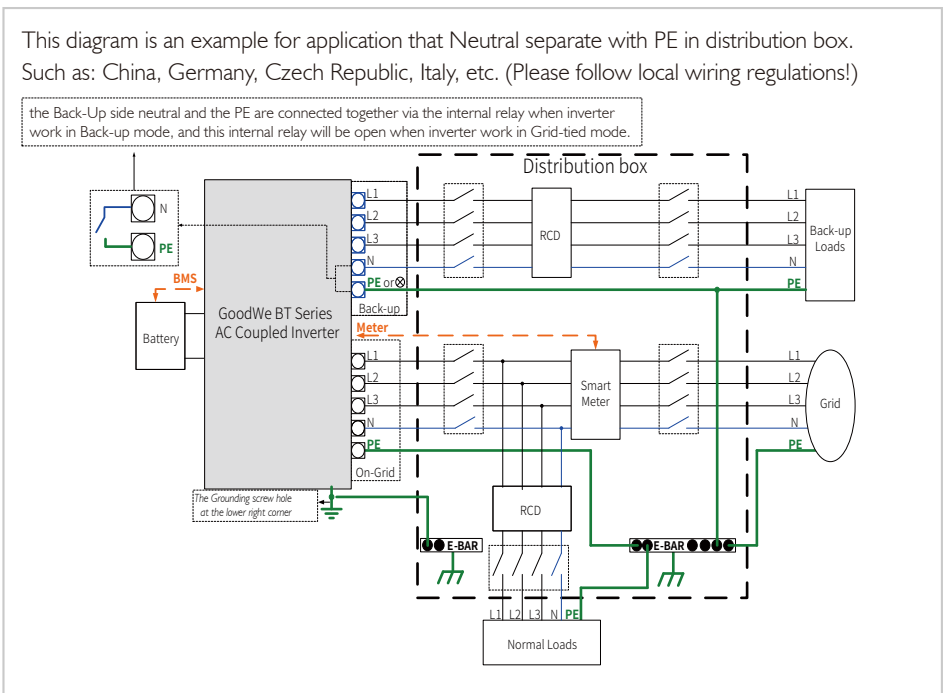 This diagram is an example for application that Neutral separate with PE in distribution box.
Such as: China, Germany, Czech Republic, Italy, etc. (Please follow local wiring regulations!)
the Back-Up side neutral and the PE are connected together via the internal relay when inverter
work in Back-up mode, and this internal relay will be open when inverter work in Grid-tied mode.
Distribution box
N
PE
BMS
Battery
GoodWe BT Series
AC Coupled Inverter
L1
L2
L3
N
PE or
Back-up
RCD
L1
L2
L3
N
PE
Back-up
Loads
Meter
L1
L2
L3
N
PE
On-Grid
Smart
Meter
L1
L2
L3
N
PE
Grid
The Grounding screw hole
at the lower right corner
RCD
E-BAR
E-BAR
L1 L2 L3 N PE
Normal Loads